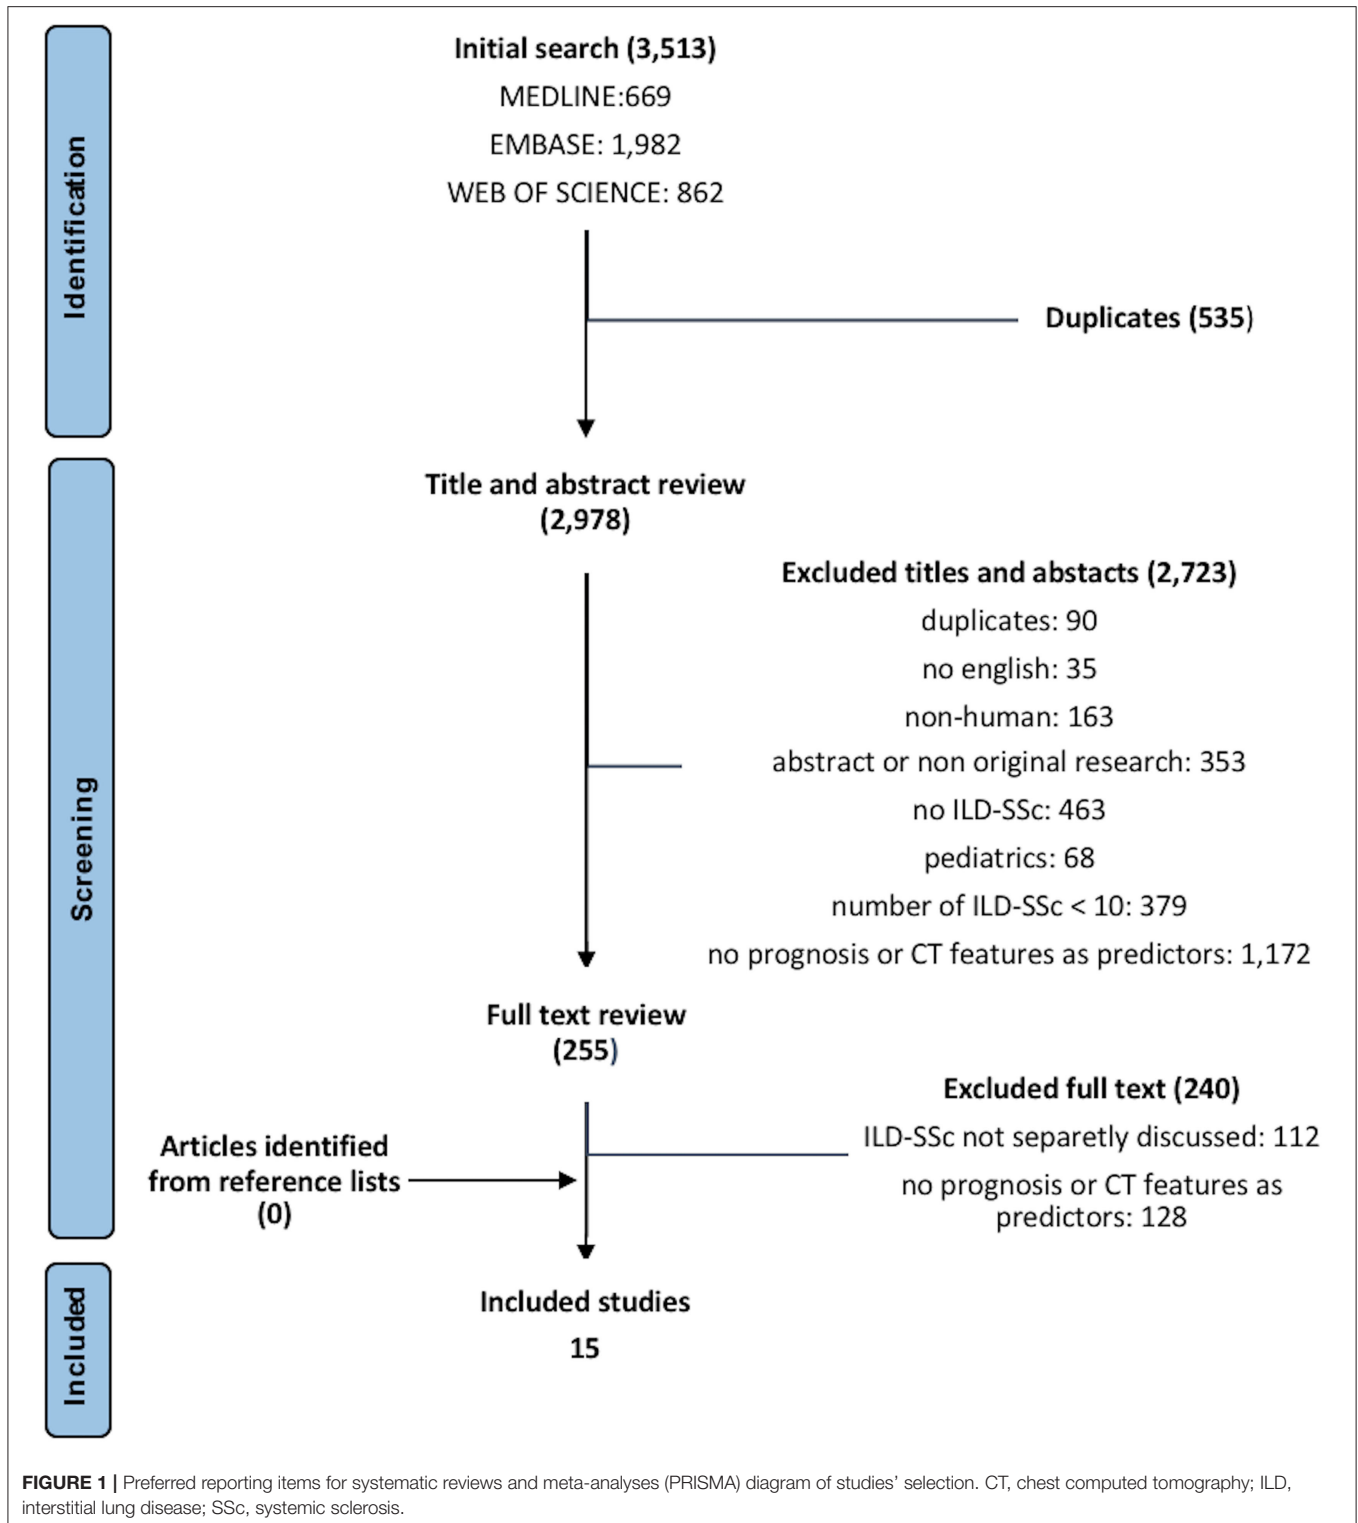 Identification
Initial search (3,513)
MEDLINE:669
EMBASE: 1,982
WEB OF SCIENCE: 862
Duplicates (535)
Screening
Title and abstract review
(2,978)
Excluded titles and abstacts (2,723)
duplicates: 90
no english: 35
non-human: 163
abstract or non original research: 353
no ILD-SSc: 463
pediatrics: 68
number of ILD-SSc < 10: 379
no prognosis or CT features as predictors: 1,172
Full text review
(255)
Excluded full text (240)
ILD-SSc not separetly discussed: 112
no prognosis or CT features as
predictors: 128
Articles identified
from reference lists
(0)
Included
Included studies
15
FIGURE 1 | Preferred reporting items for systematic reviews and meta-analyses (PRISMA) diagram of studies' selection. CT, chest computed tomography; ILD,
interstitial lung disease; SSc, systemic sclerosis.